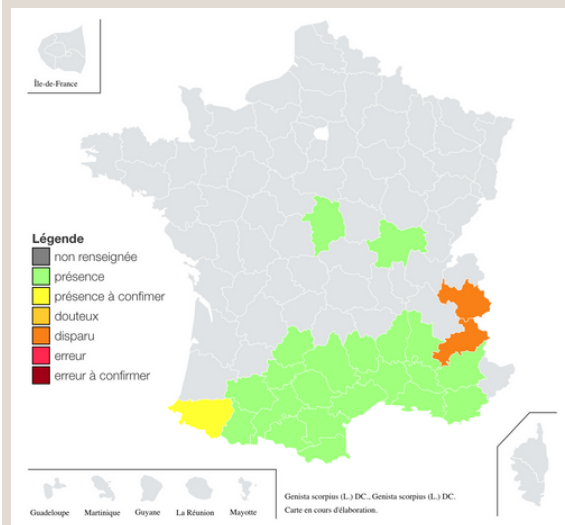 Île-de-France
Légende
non renseignée
présence
présence à confimer
douteux
disparu
erreur
erreur à confirmer
Guadeloupe Martinique Guyane La Réunion Mayotte
Genista scorpius (L.) DC., Genista scorpius (L.) DC.
Carte en cours d'élaboration.